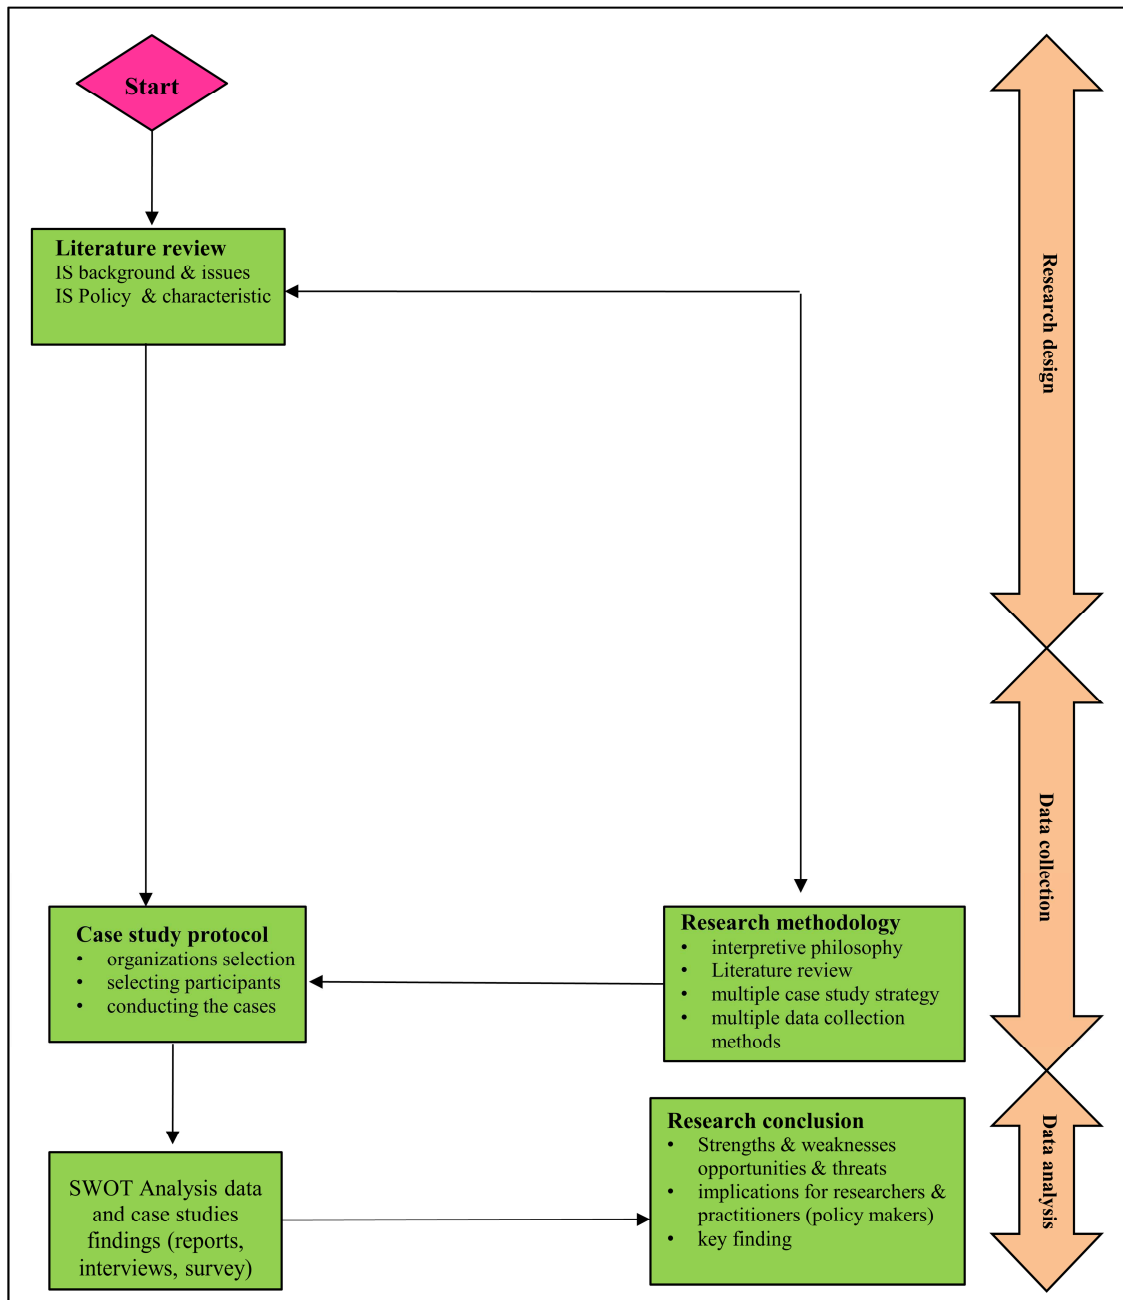 Start
Literature review
IS background & issues
IS Policy & characteristic
Research design
Data collection
Case study protocol
• organizations selection
• selecting participants
• conducting the cases
Research methodology
• interpretive philosophy
• Literature review
• multiple case study strategy
• multiple data collection
methods
SWOT Analysis data
and case studies
findings (reports,
interviews, survey)
Research conclusion
• Strengths & weaknesses
opportunities & threats
• implications for researchers &
practitioners (policy makers)
• key finding
Data analysis